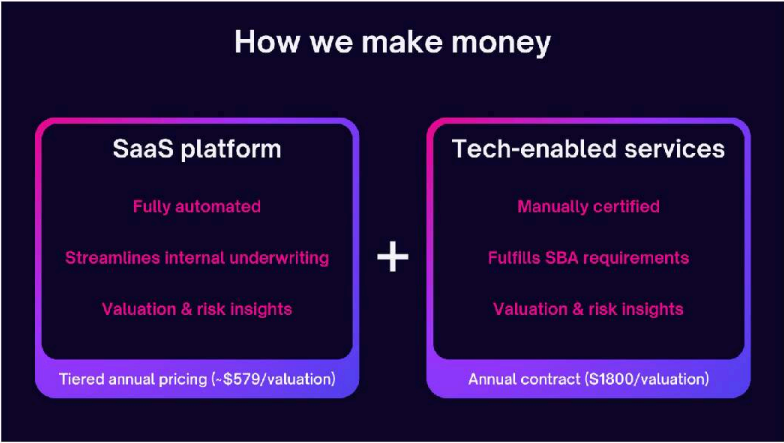 How we make money
SaaS platform
Fully automated
Streamlines internal underwriting
Valuation & risk insights
Tiered annual pricing (~$579/valuation)
+
Tech-enabled services
Manually certified
Fulfills SBA requirements
Valuation & risk insights
Annual contract ($1800/valuation)